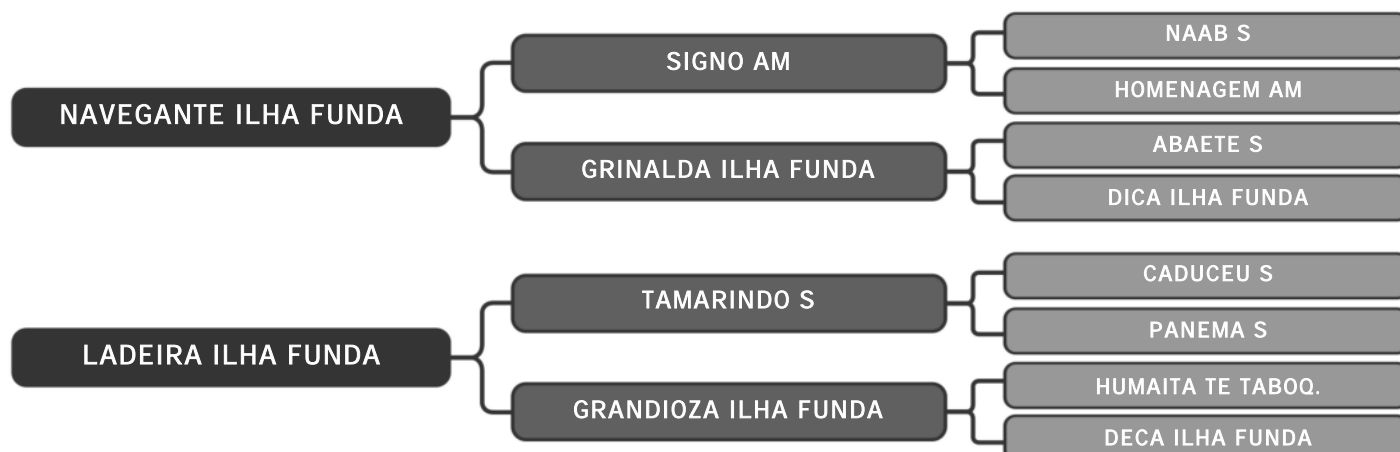 NAVEGANTE ILHA FUNDA
SIGNO AM
NAAB S
HOMENAGEM AM
GRINALDA ILHA FUNDA
ABAETE S
DICA ILHA FUNDA
LADEIRA ILHA FUNDA
TAMARINDO S
CADUCEU S
PANEMA S
GRANDIOZA ILHA FUNDA
HUMAITA TE TABOQ.
DECA ILHA FUNDA